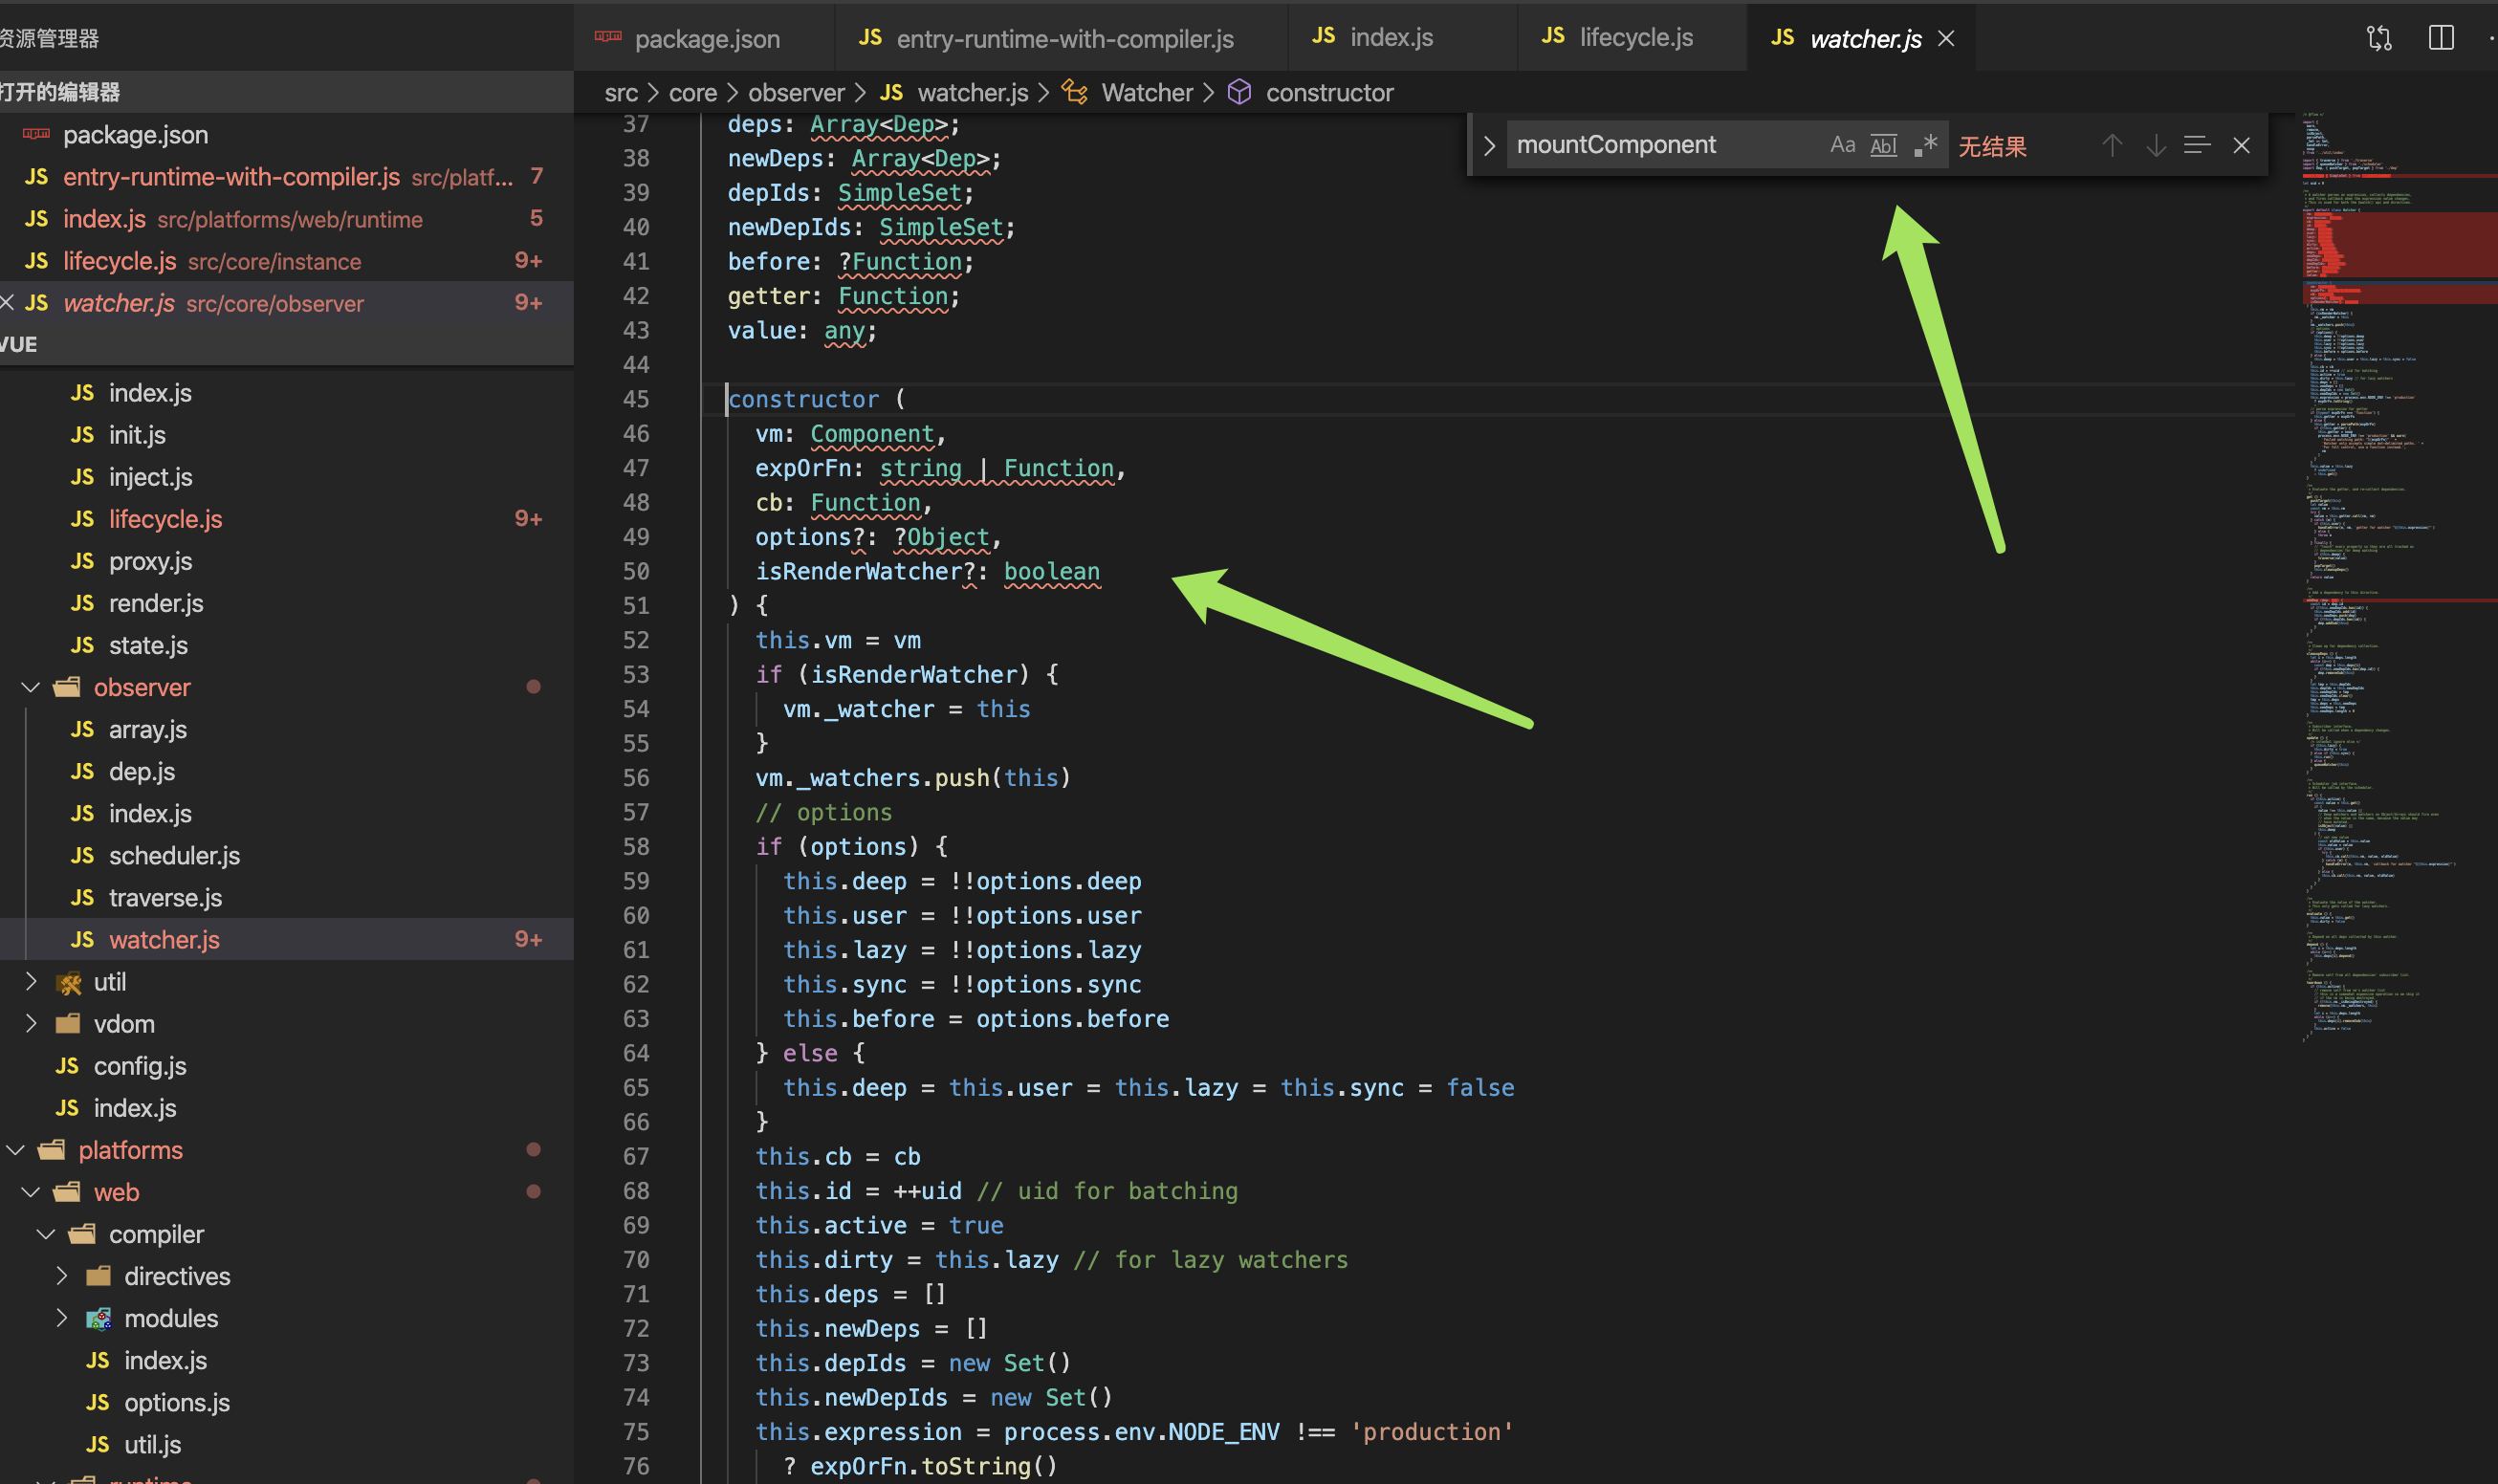 资源管理器
打开的编辑器
package.json
JS entry-runtime-with-compiler.js src/platf... 7
JS index.js src/platforms/web/runtime 5
JS lifecycle.js src/core/instance 9+
JS watcher.js src/core/observer 9+
VUE
JS index.js
JS init.js
JS inject.js
JS lifecycle.js 9+
JS proxy.js
JS render.js
JS state.js
observer
JS array.js
JS dep.js
JS index.js
JS scheduler.js
JS traverse.js
JS watcher.js 9+
util
vdom
JS config.js
JS index.js
platforms
web
compiler
directives
modules
JS index.js
JS options.js
JS util.js
runtime
package.json
JS entry-runtime-with-compiler.js
JS index.js
JS lifecycle.js
JS watcher.js
src > core > observer > JS watcher.js > Watcher > constructor
mountComponent Aa Abl .* 无结果
37 deps: Array<Dep>;
38 newDeps: Array<Dep>;
39 depIds: SimpleSet;
40 newDepIds: SimpleSet;
41 before: ?Function;
42 getter: Function;
43 value: any;
44
45 constructor (
46 vm: Component,
47 expOrFn: string | Function,
48 cb: Function,
49 options?: ?Object,
50 isRenderWatcher?: boolean
51 ) {
52 this.vm = vm
53 if (isRenderWatcher) {
54 vm._watcher = this
55 }
56 vm._watchers.push(this)
57 // options
58 if (options) {
59 this.deep = !!options.deep
60 this.user = !!options.user
61 this.lazy = !!options.lazy
62 this.sync = !!options.sync
63 this.before = options.before
64 } else {
65 this.deep = this.user = this.lazy = this.sync = false
66 }
67 this.cb = cb
68 this.id = ++uid // uid for batching
69 this.active = true
70 this.dirty = this.lazy // for lazy watchers
71 this.deps = []
72 this.newDeps = []
73 this.depIds = new Set()
74 this.newDepIds = new Set()
75 this.expression = process.env.NODE_ENV !== 'production'
76 ? expOrFn.toString()